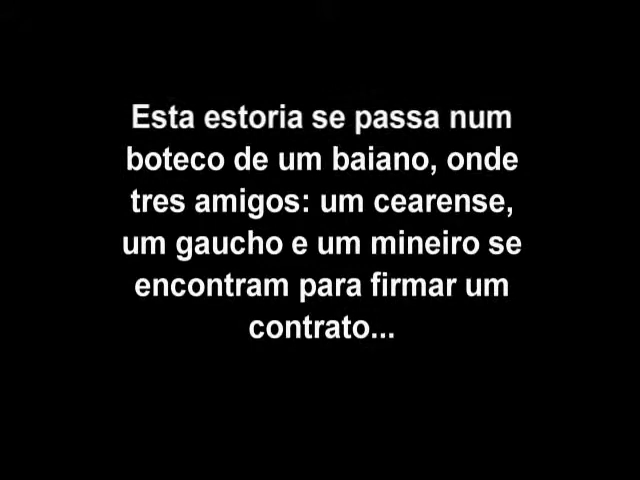 Esta estoria se passa num
boteco de um baiano, onde
tres amigos: um cearense,
um gaucho e um mineiro se
encontram para firmar um
contrato...